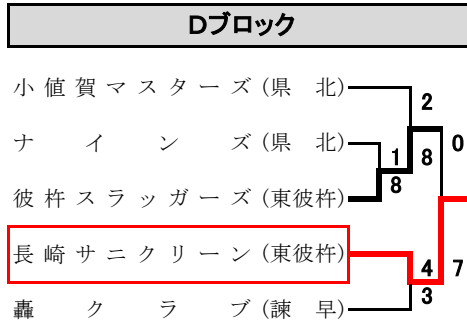 Dブロック
小値賀マスターズ(県　北)
2
ナインズ(県　北)
0
1
8
彼杵スラッガーズ(東彼杵)
8
長崎サニクリーン(東彼杵)
4
7
轟クラブ(諫　早)
3